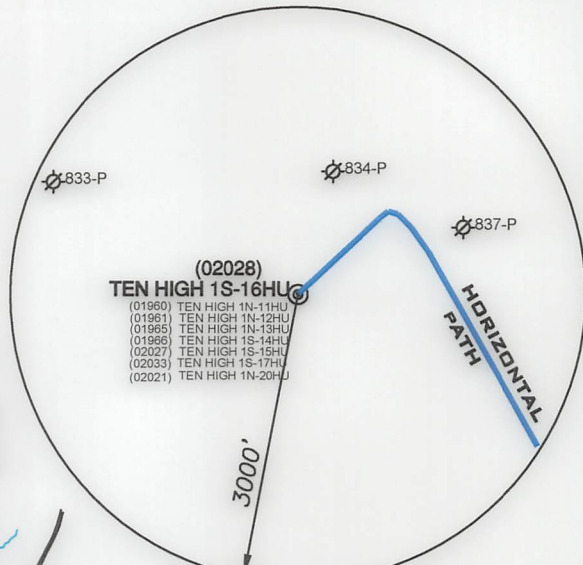 834-P
833-P
837-P
(02028)
TEN HIGH 1S-16HU
(01960) TEN HIGH 1N-11HU
(01961) TEN HIGH 1N-12HU
(01965) TEN HIGH 1N-13HU
(01966) TEN HIGH 1S-14HU
(02027) TEN HIGH 1S-15HU
(02033) TEN HIGH 1S-17HU
(02021) TEN HIGH 1N-20HU
HORIZONTAL
PATH
3000'